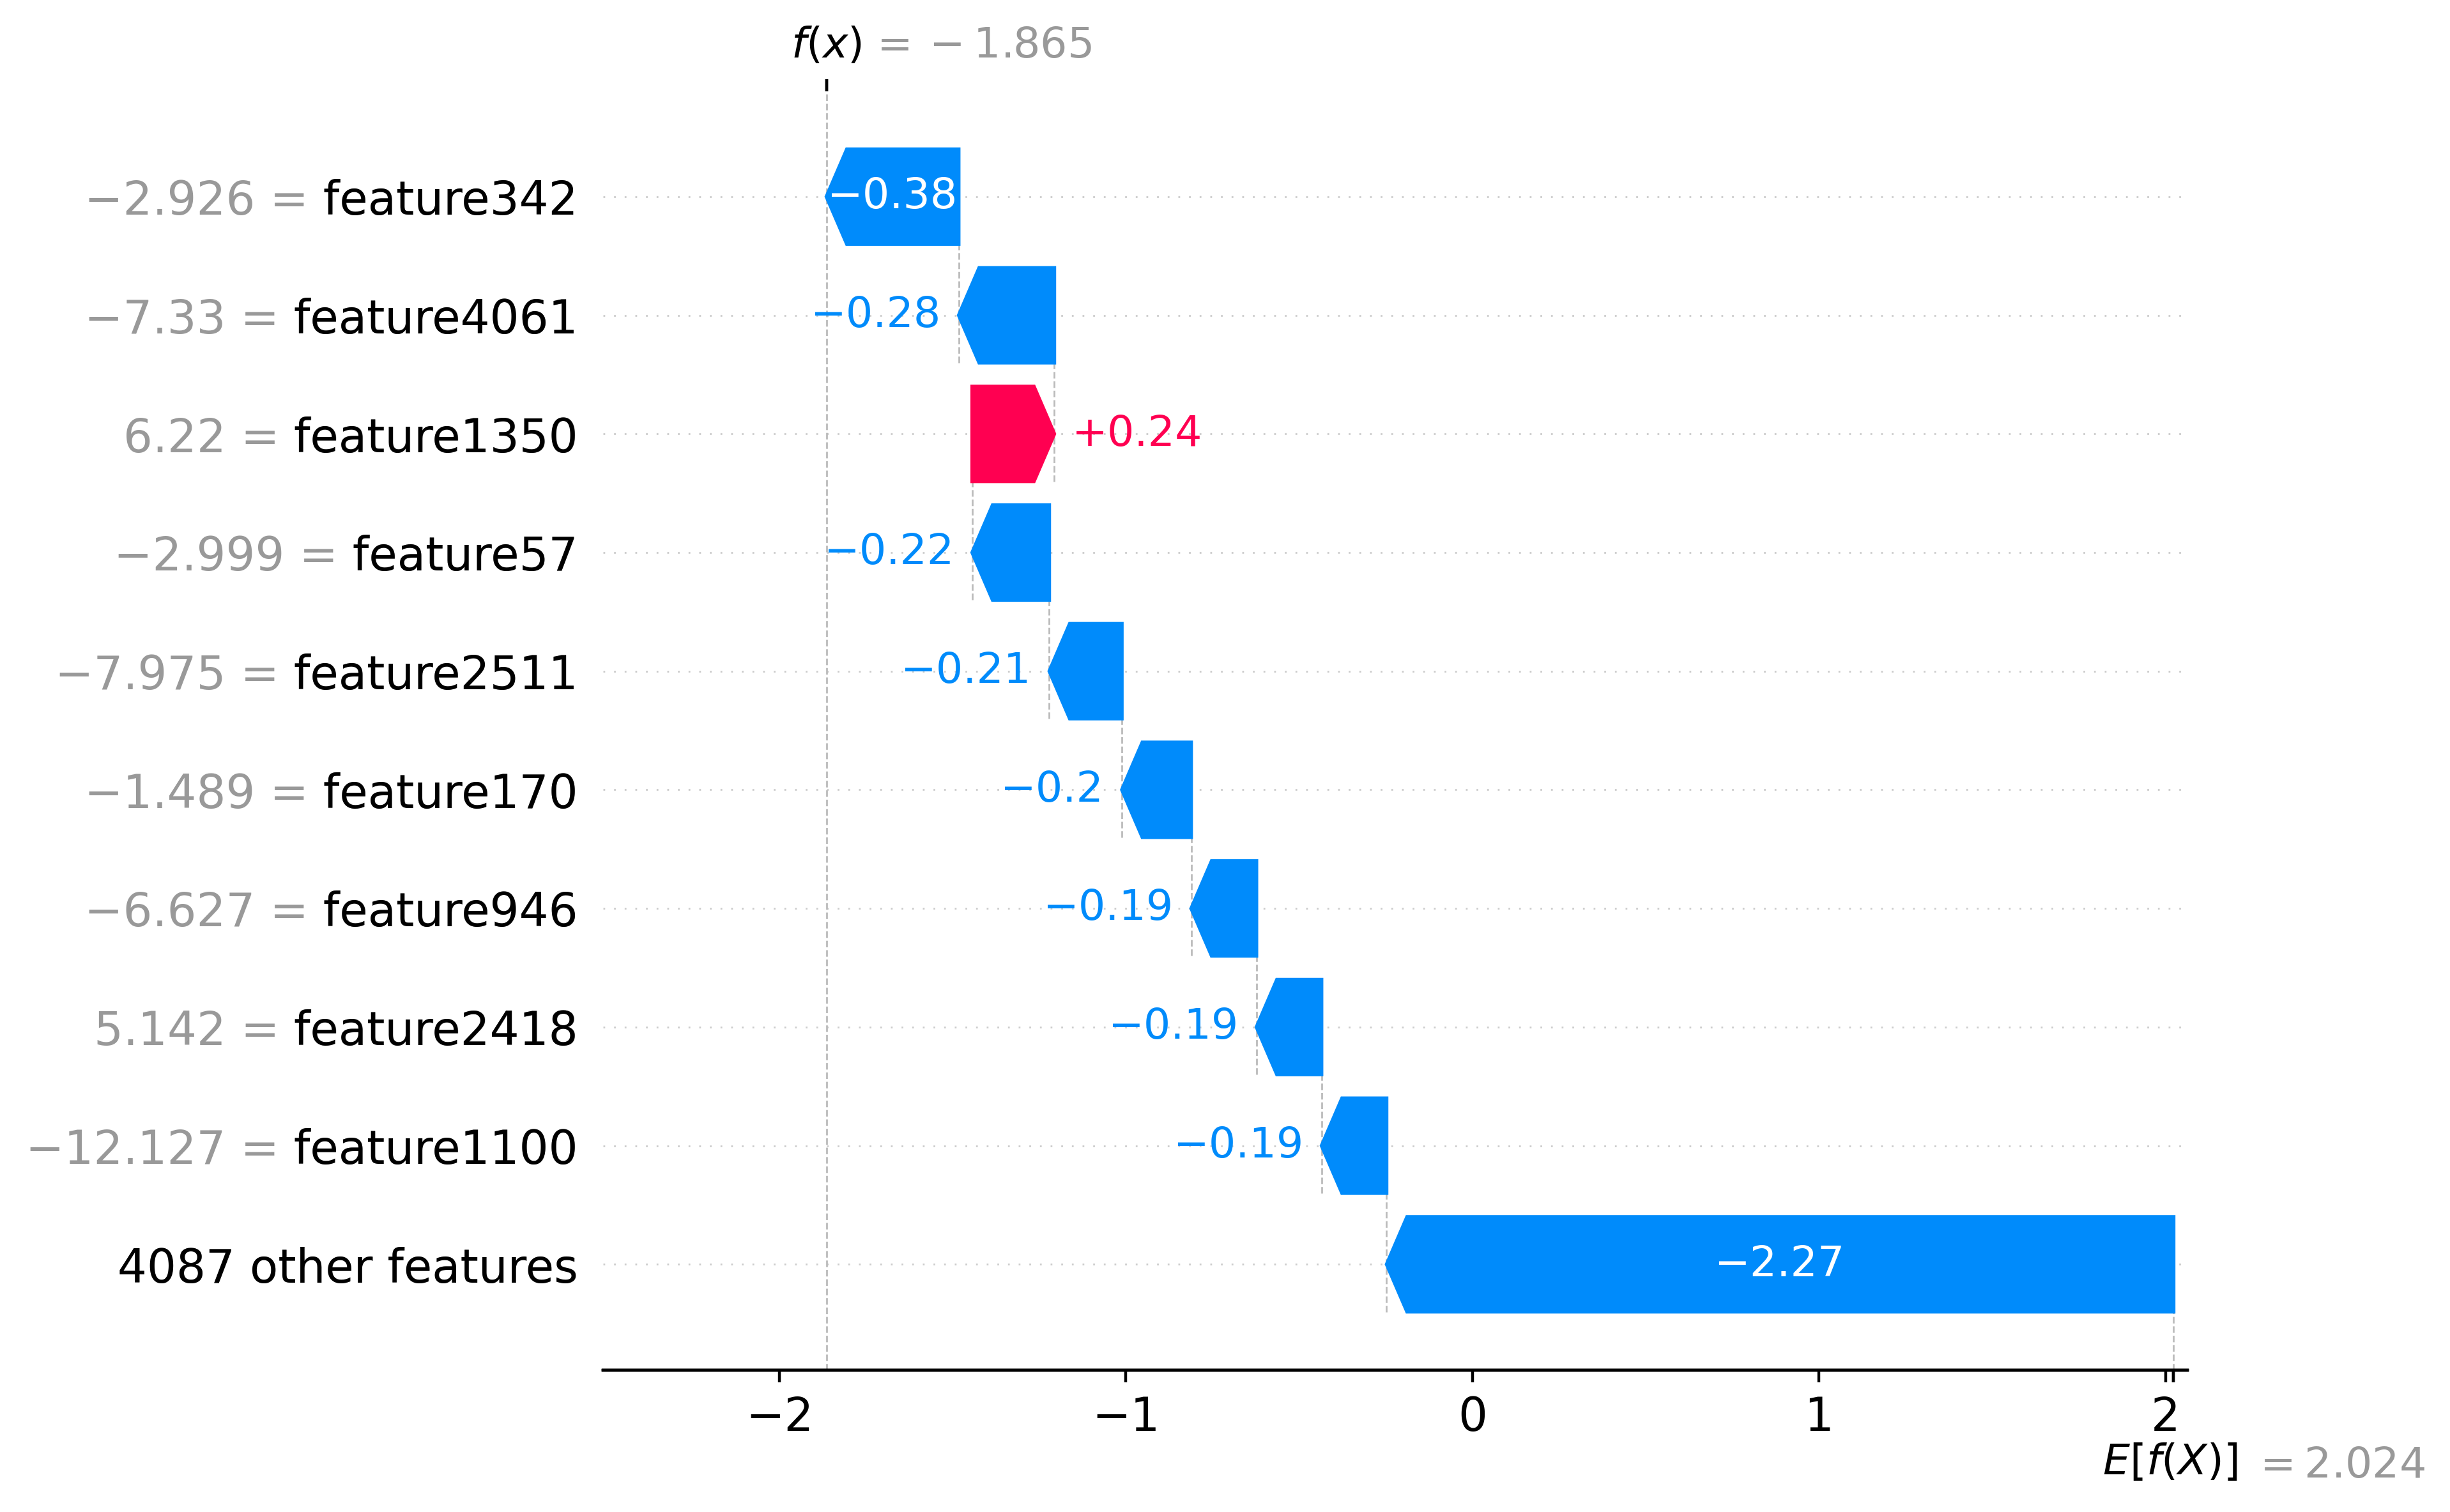 f(x) = −1.865
−2.926 = feature342
−0.38
−7.33 = feature4061
−0.28
6.22 = feature1350
+0.24
−2.999 = feature57
−0.22
−7.975 = feature2511
−0.21
−1.489 = feature170
−0.2
−6.627 = feature946
−0.19
5.142 = feature2418
−0.19
−12.127 = feature1100
−0.19
4087 other features
−2.27
−2 −1 0 1 2
E[f(X)] = 2.024